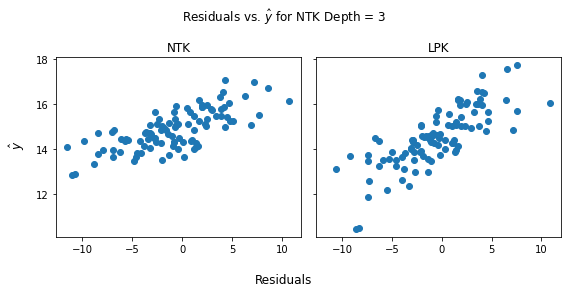 Residuals vs. ŷ for NTK Depth = 3
NTK
LPK
18
16
14
12
ŷ
−10 −5 0 5 10
−10 −5 0 5 10
Residuals